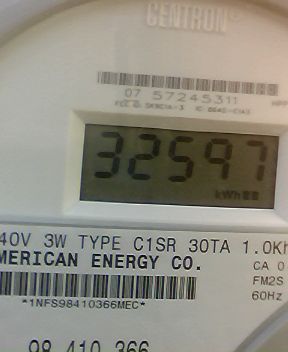 CENTRON®
07 57245311
32597
kWh
40V 3W TYPE C1SR 30TA 1.0Kh
MERICAN ENERGY CO.
CA 0
FM2S
60Hz
*1NFS98410366MEC*
98 410 366